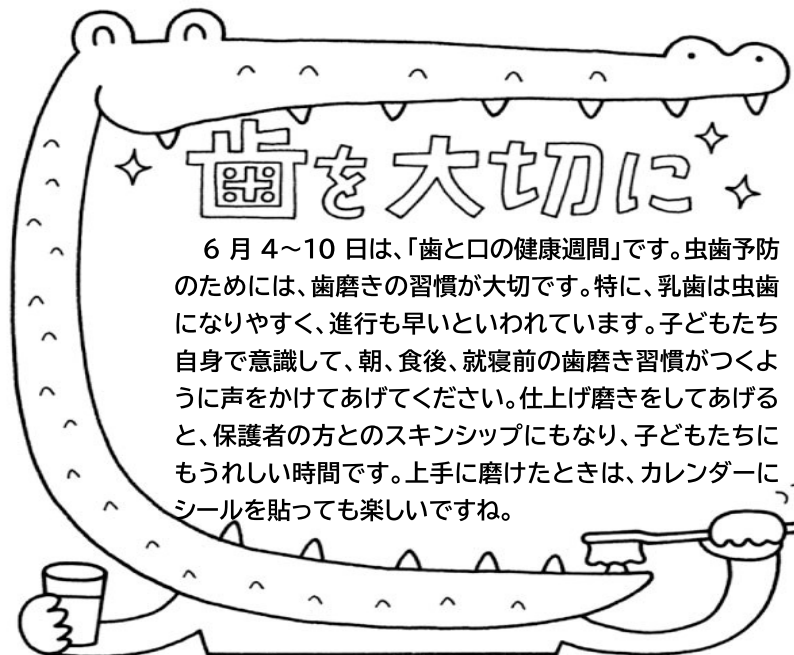 歯を大切に
６月 4～10 日は、「歯と口の健康週間」です。虫歯予防
のためには、歯磨きの習慣が大切です。特に、乳歯は虫歯
になりやすく、進行も早いといわれています。子どもたち
自身で意識して、朝、食後、就寝前の歯磨き習慣がつくよ
うに声をかけてあげてください。仕上げ磨きをしてあげる
と、保護者の方とのスキンシップにもなり、子どもたちに
もうれしい時間です。上手に磨けたときは、カレンダーに
シールを貼っても楽しいですね。